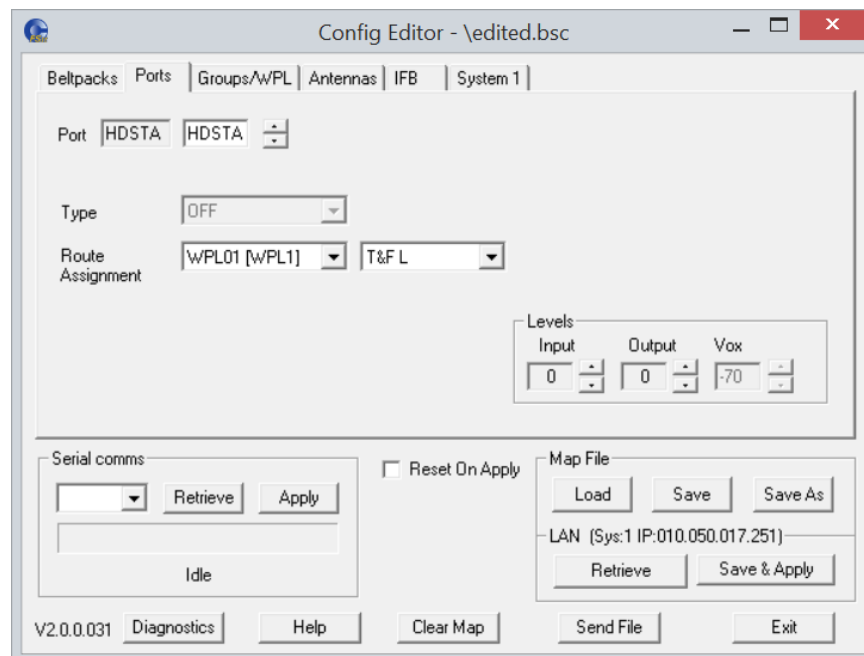 Config Editor - \edited.bsc
Beltpacks Ports Groups/WPL Antennas IFB System 1
Port HDSTA HDSTA
Type OFF
Route Assignment WPL01 [WPL1] T&F L
Levels
Input Output Vox
0 0 -70
Serial comms
Retrieve Apply
Idle
Reset On Apply
Map File
Load Save Save As
LAN (Sys:1 IP:010.050.017.251)
Retrieve Save & Apply
V2.0.0.031 Diagnostics Help Clear Map Send File Exit